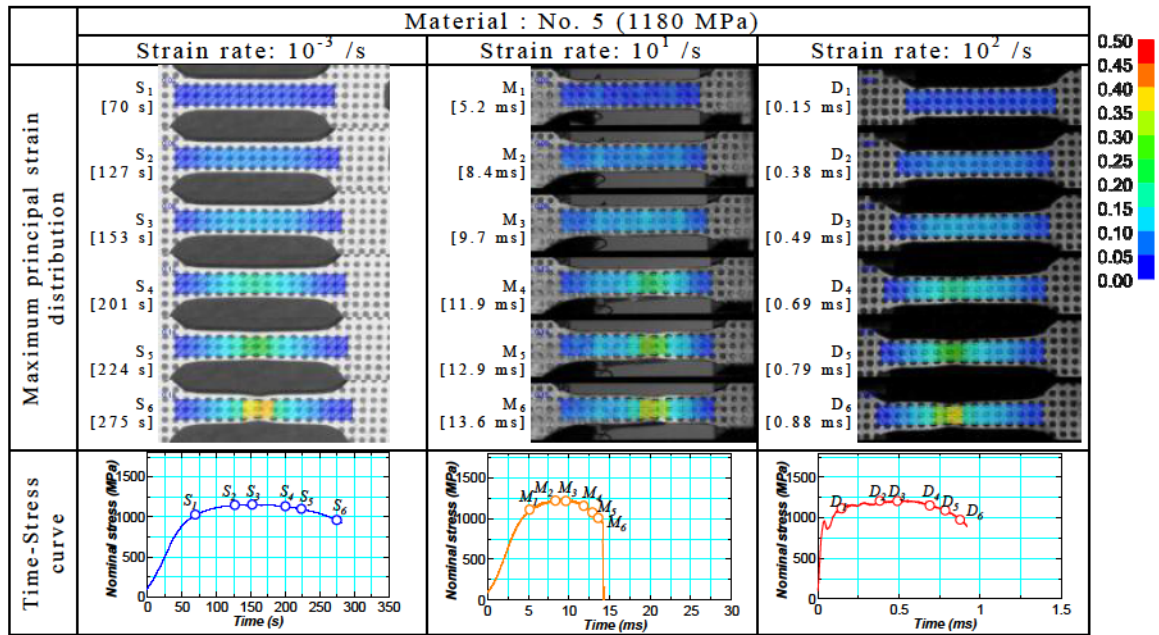 Material : No. 5 (1180 MPa)
Strain rate: 10⁻³ /s
Strain rate: 10¹ /s
Strain rate: 10² /s
Maximum principal strain
distribution
S₁
[70 s]
S₂
[127 s]
S₃
[153 s]
S₄
[201 s]
S₅
[224 s]
S₆
[275 s]
M₁
[5.2 ms]
M₂
[8.4ms]
M₃
[9.7 ms]
M₄
[11.9 ms]
M₅
[12.9 ms]
M₆
[13.6 ms]
D₁
[0.15 ms]
D₂
[0.38 ms]
D₃
[0.49 ms]
D₄
[0.69 ms]
D₅
[0.79 ms]
D₆
[0.88 ms]
0.50
0.45
0.40
0.35
0.30
0.25
0.20
0.15
0.10
0.05
0.00
Time-Stress
curve
Nominal stress (MPa)
1500
1000
500
0
S₁ S₂ S₃ S₄ S₅ S₆
0 50 100 150 200 250 300 350
Time (s)
Nominal stress (MPa)
1500
1000
500
0
M₁ M₂ M₃ M₄ M₅ M₆
0 5 10 15 20 25 30
Time (ms)
Nominal stress (MPa)
1500
1000
500
0
D₁ D₂ D₃ D₄ D₅ D₆
0 0.5 1 1.5
Time (ms)